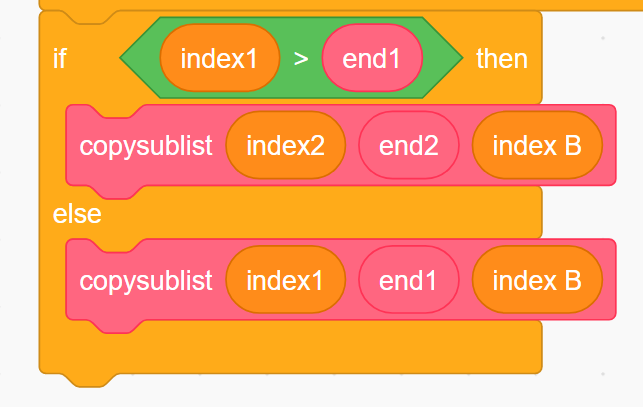 if index1 > end1 then
copysublist index2 end2 index B
else
copysublist index1 end1 index B